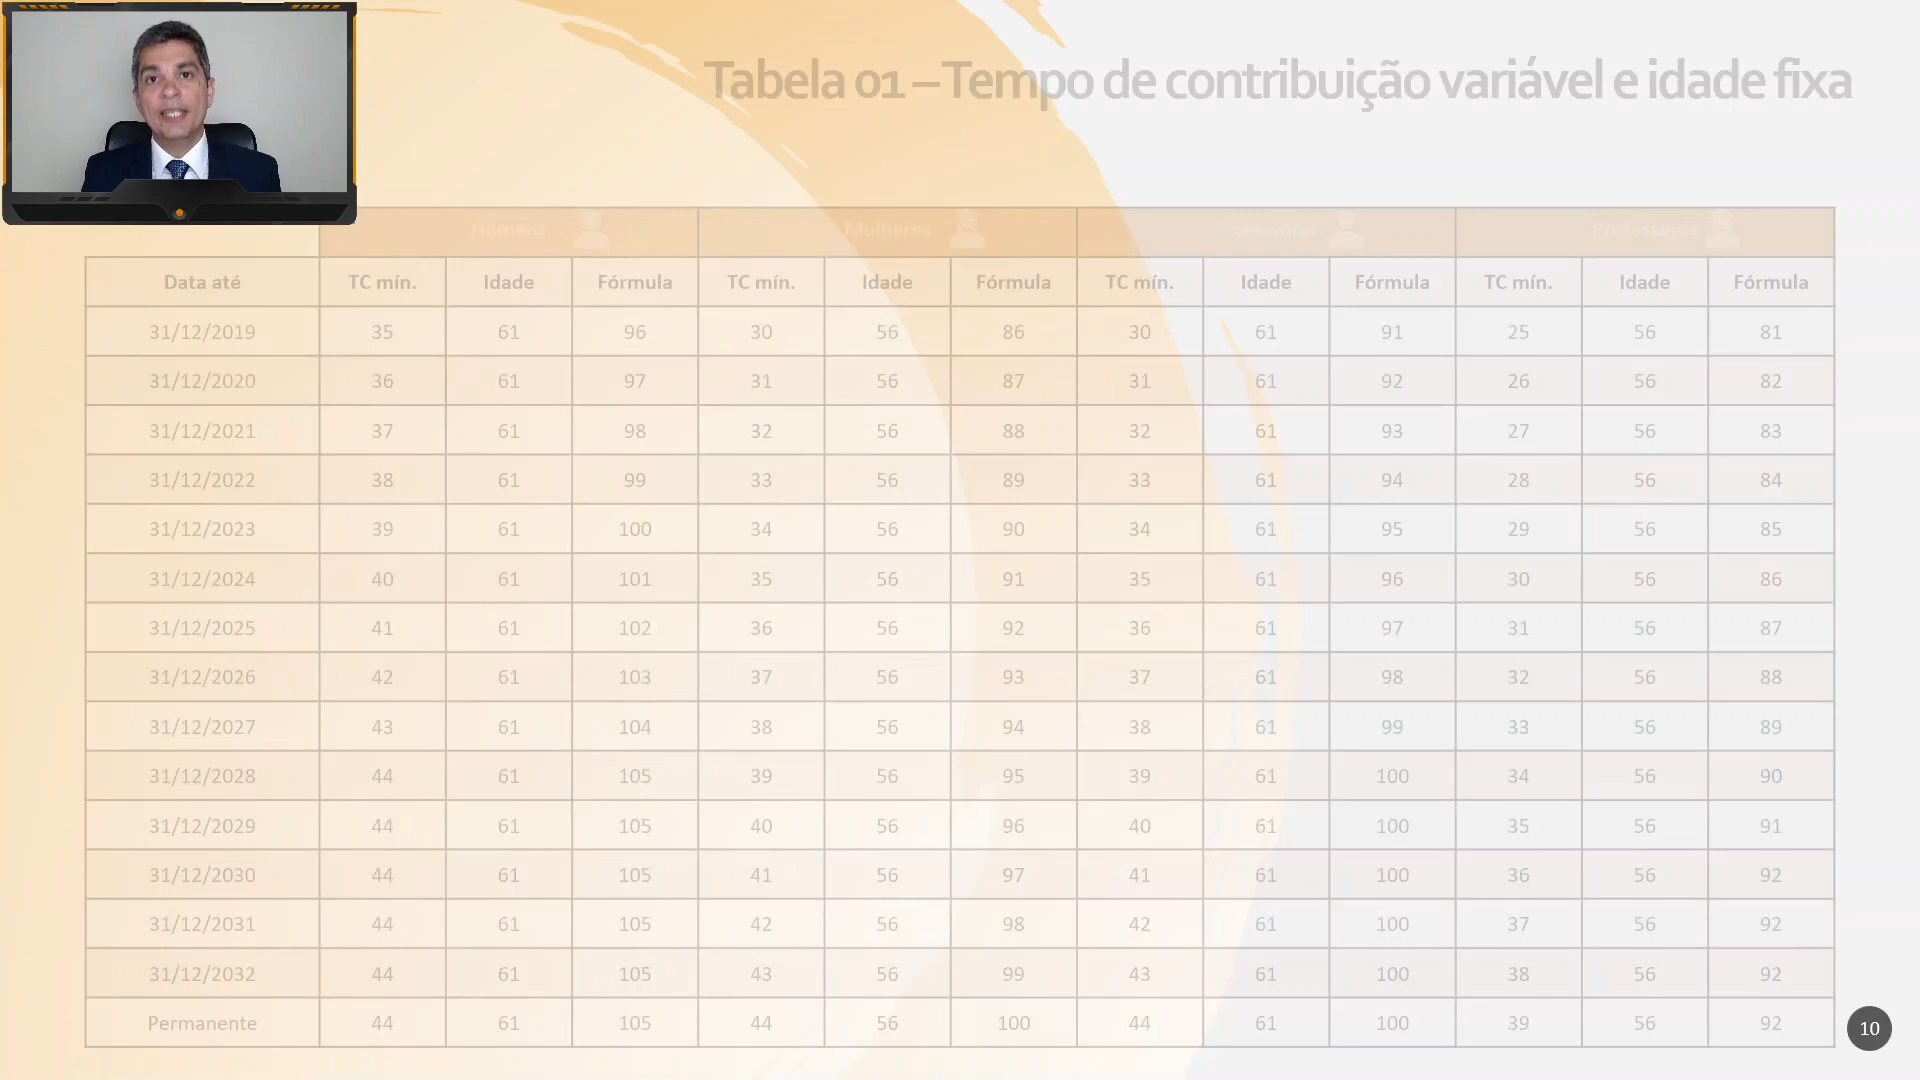 Tabela 01 – Tempo de contribuição variável e idade fixa
Homens Mulheres Professores Professoras
Data até TC mín. Idade Fórmula TC mín. Idade Fórmula TC mín. Idade Fórmula TC mín. Idade Fórmula
31/12/2019 35 61 96 30 56 86 30 61 91 25 56 81
31/12/2020 36 61 97 31 56 87 31 61 92 26 56 82
31/12/2021 37 61 98 32 56 88 32 61 93 27 56 83
31/12/2022 38 61 99 33 56 89 33 61 94 28 56 84
31/12/2023 39 61 100 34 56 90 34 61 95 29 56 85
31/12/2024 40 61 101 35 56 91 35 61 96 30 56 86
31/12/2025 41 61 102 36 56 92 36 61 97 31 56 87
31/12/2026 42 61 103 37 56 93 37 61 98 32 56 88
31/12/2027 43 61 104 38 56 94 38 61 99 33 56 89
31/12/2028 44 61 105 39 56 95 39 61 100 34 56 90
31/12/2029 44 61 105 40 56 96 40 61 100 35 56 91
31/12/2030 44 61 105 41 56 97 41 61 100 36 56 92
31/12/2031 44 61 105 42 56 98 42 61 100 37 56 92
31/12/2032 44 61 105 43 56 99 43 61 100 38 56 92
Permanente 44 61 105 44 56 100 44 61 100 39 56 92
10